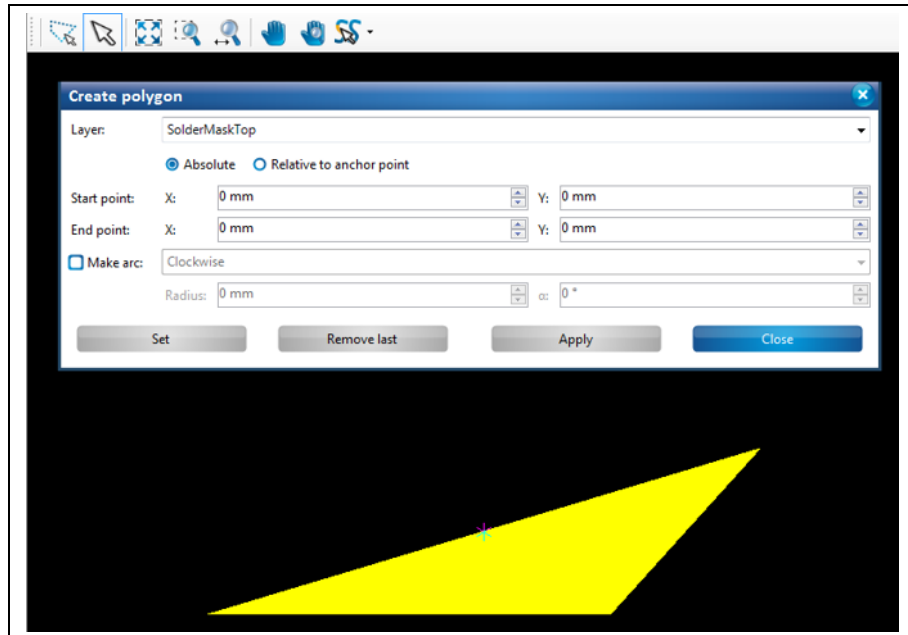 Create polygon
Layer: SolderMaskTop
Absolute Relative to anchor point
Start point: X: 0 mm Y: 0 mm
End point: X: 0 mm Y: 0 mm
Make arc: Clockwise
Radius: 0 mm α: 0 °
Set Remove last Apply Close